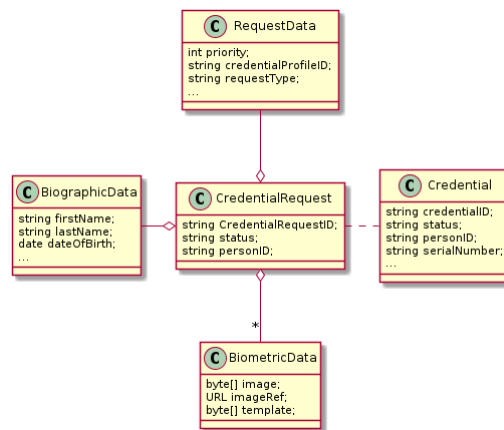 C RequestData
int priority;
string credentialProfileID;
string requestType;
...
C BiographicData
string firstName;
string lastName;
date dateOfBirth;
...
C CredentialRequest
string CredentialRequestID;
string status;
string personID;
C Credential
string credentialID;
string status;
string personID;
string serialNumber;
...
*
C BiometricData
byte[] image;
URL imageRef;
byte[] template;